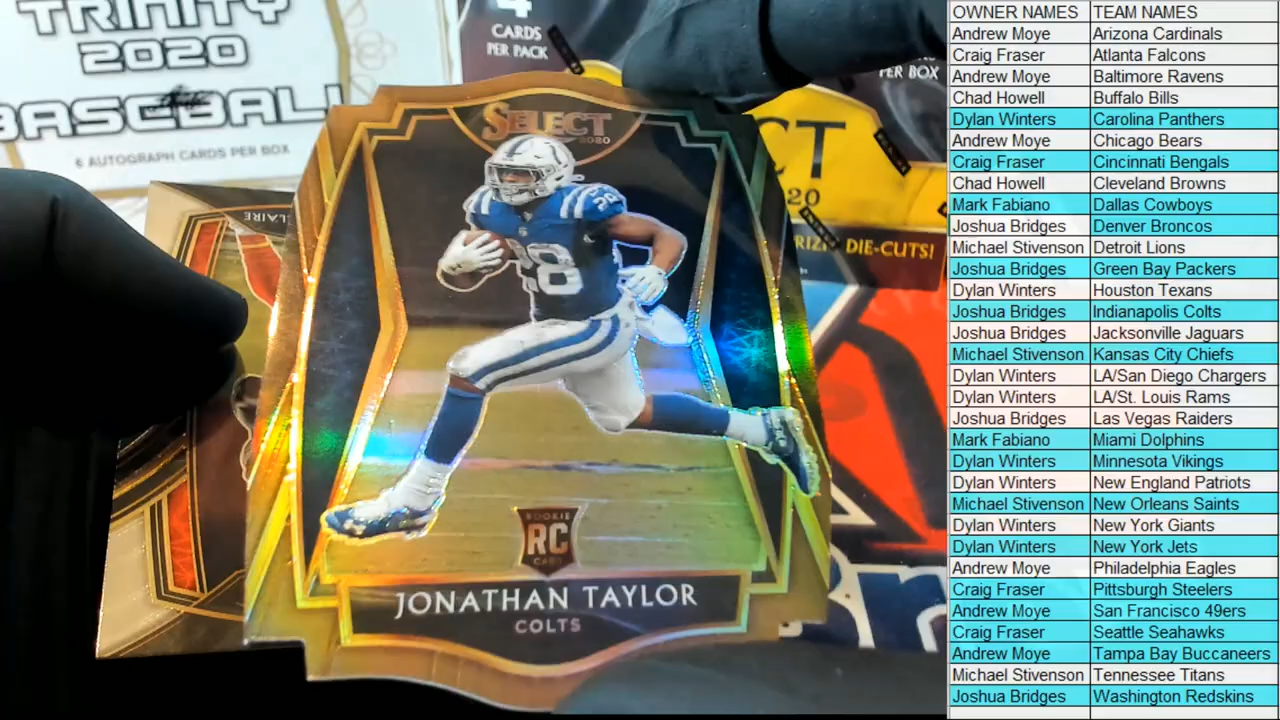 TRINITY
2020
BASEBALL
6 AUTOGRAPH CARDS PER BOX
4
CARDS
PER PACK
PER BOX
CT
20
DIE-CUTS!
CLAIRE
SELECT
2020
28
28
ROOKIE
RC
CARD
JONATHAN TAYLOR
COLTS
OWNER NAMES TEAM NAMES
Andrew Moye Arizona Cardinals
Craig Fraser Atlanta Falcons
Andrew Moye Baltimore Ravens
Chad Howell Buffalo Bills
Dylan Winters Carolina Panthers
Andrew Moye Chicago Bears
Craig Fraser Cincinnati Bengals
Chad Howell Cleveland Browns
Mark Fabiano Dallas Cowboys
Joshua Bridges Denver Broncos
Michael Stivenson Detroit Lions
Joshua Bridges Green Bay Packers
Dylan Winters Houston Texans
Joshua Bridges Indianapolis Colts
Joshua Bridges Jacksonville Jaguars
Michael Stivenson Kansas City Chiefs
Dylan Winters LA/San Diego Chargers
Dylan Winters LA/St. Louis Rams
Joshua Bridges Las Vegas Raiders
Mark Fabiano Miami Dolphins
Dylan Winters Minnesota Vikings
Dylan Winters New England Patriots
Michael Stivenson New Orleans Saints
Dylan Winters New York Giants
Dylan Winters New York Jets
Andrew Moye Philadelphia Eagles
Craig Fraser Pittsburgh Steelers
Andrew Moye San Francisco 49ers
Craig Fraser Seattle Seahawks
Andrew Moye Tampa Bay Buccaneers
Michael Stivenson Tennessee Titans
Joshua Bridges Washington Redskins